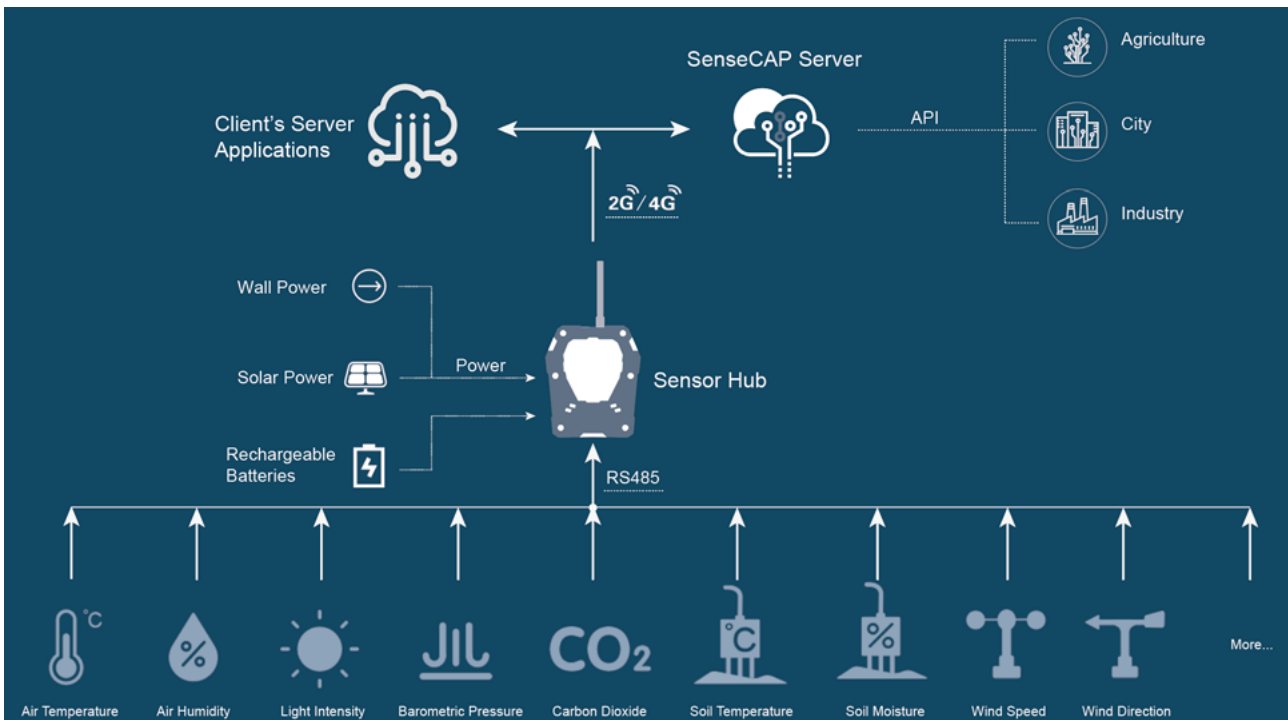 SenseCAP Server
Client's Server
Applications
API
Agriculture
City
Industry
2G/4G
Wall Power
Solar Power
Power
Rechargeable
Batteries
Sensor Hub
RS485
°C
%
CO2
C
%
More...
Air Temperature
Air Humidity
Light Intensity
Barometric Pressure
Carbon Dioxide
Soil Temperature
Soil Moisture
Wind Speed
Wind Direction